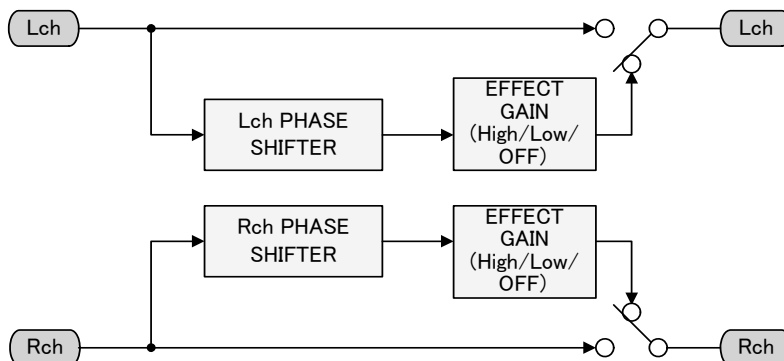 Lch
Lch
Lch PHASE
SHIFTER
EFFECT
GAIN
(High/Low/
OFF)
Rch PHASE
SHIFTER
EFFECT
GAIN
(High/Low/
OFF)
Rch
Rch